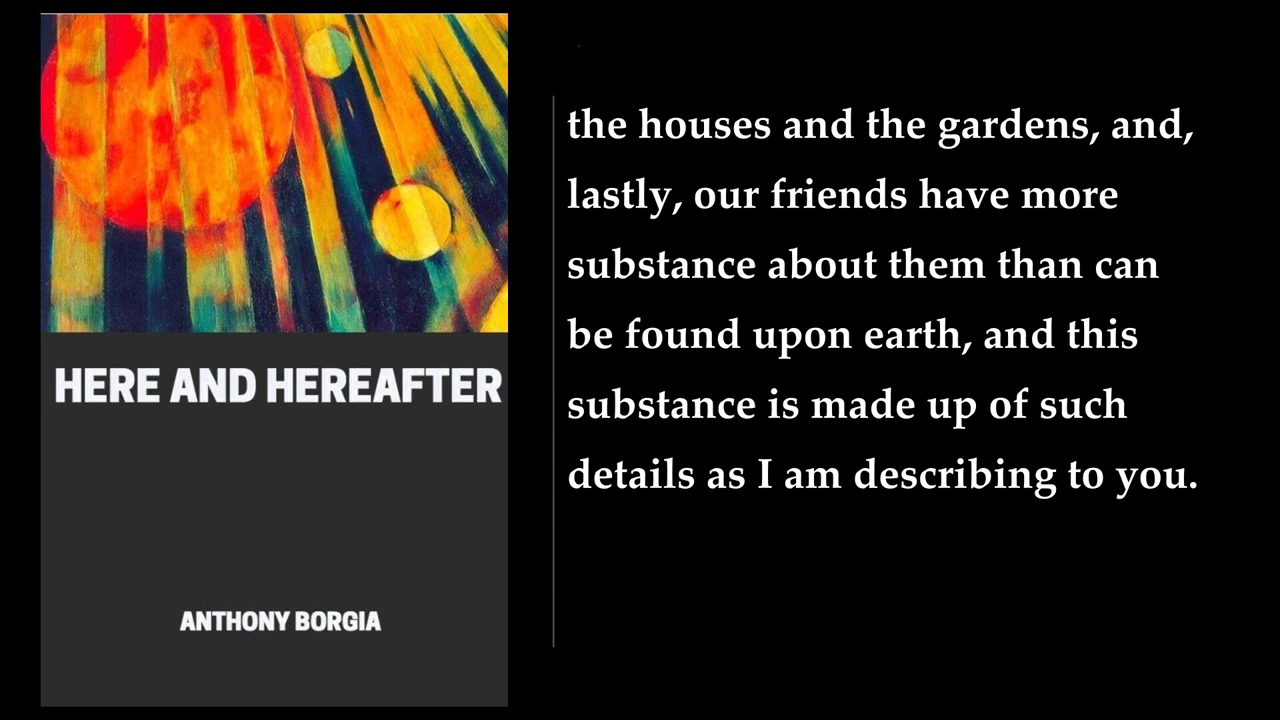 HERE AND HEREAFTER
ANTHONY BORGIA
the houses and the gardens, and,
lastly, our friends have more
substance about them than can
be found upon earth, and this
substance is made up of such
details as I am describing to you.